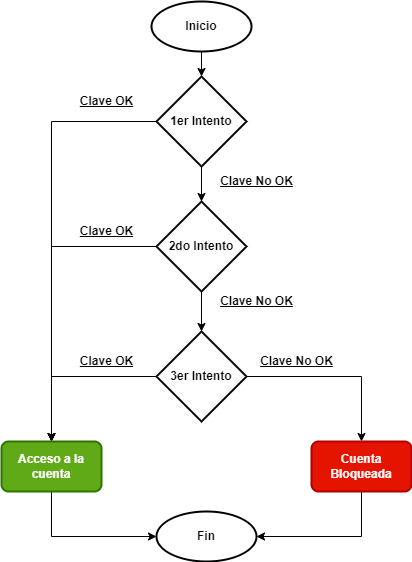 Inicio
Clave OK
1er Intento
Clave No OK
Clave OK
2do Intento
Clave No OK
Clave OK
Clave No OK
3er Intento
Acceso a la
cuenta
Cuenta
Bloqueada
Fin